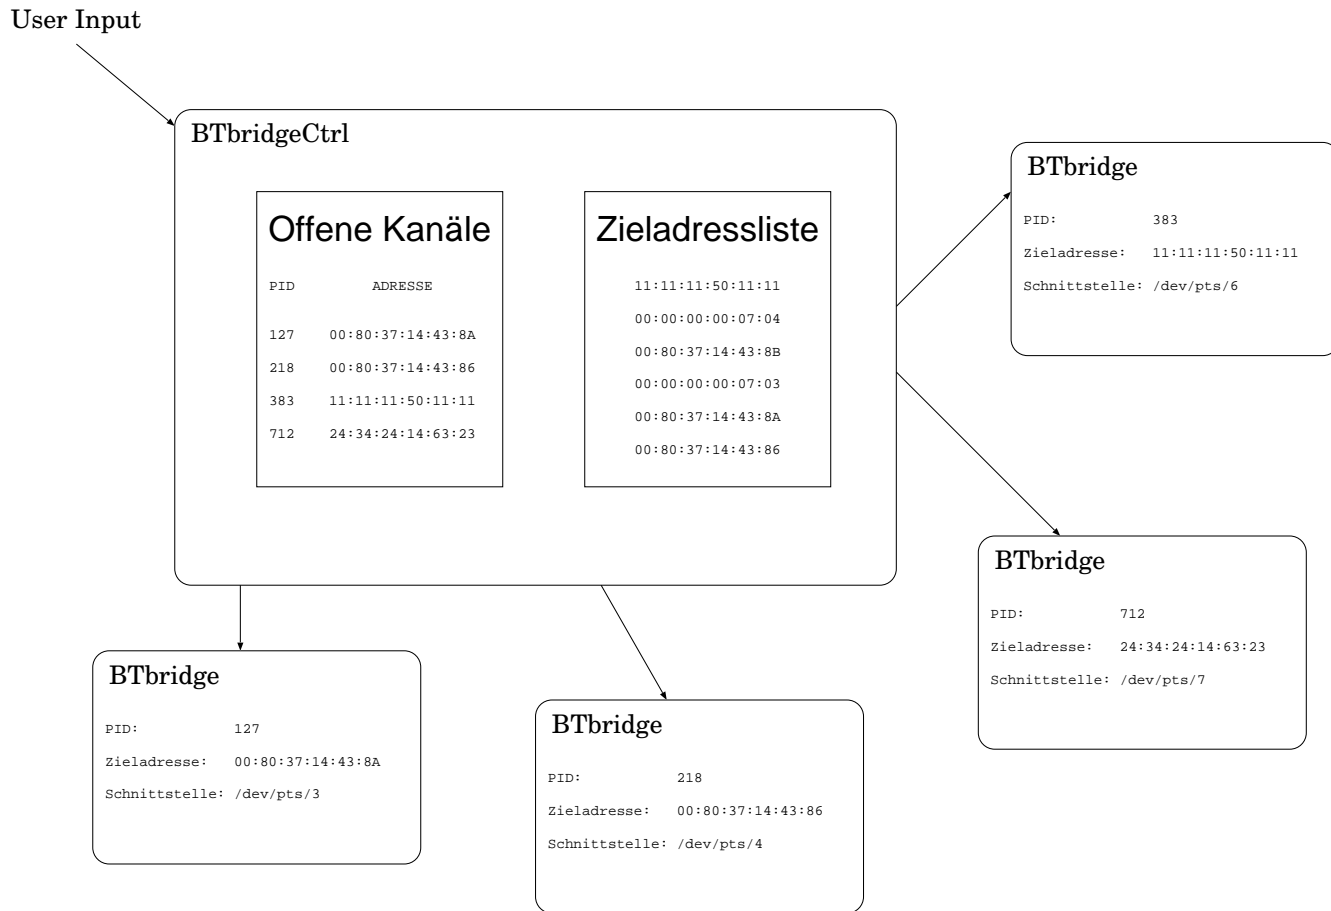 User Input
BTbridgeCtrl
Offene Kanäle
PID ADRESSE
127 00:80:37:14:43:8A
218 00:80:37:14:43:86
383 11:11:11:50:11:11
712 24:34:24:14:63:23
Zieladressliste
11:11:11:50:11:11
00:00:00:00:07:04
00:80:37:14:43:8B
00:00:00:00:07:03
00:80:37:14:43:8A
00:80:37:14:43:86
BTbridge
PID: 383
Zieladresse: 11:11:11:50:11:11
Schnittstelle: /dev/pts/6
BTbridge
PID: 712
Zieladresse: 24:34:24:14:63:23
Schnittstelle: /dev/pts/7
BTbridge
PID: 127
Zieladresse: 00:80:37:14:43:8A
Schnittstelle: /dev/pts/3
BTbridge
PID: 218
Zieladresse: 00:80:37:14:43:86
Schnittstelle: /dev/pts/4